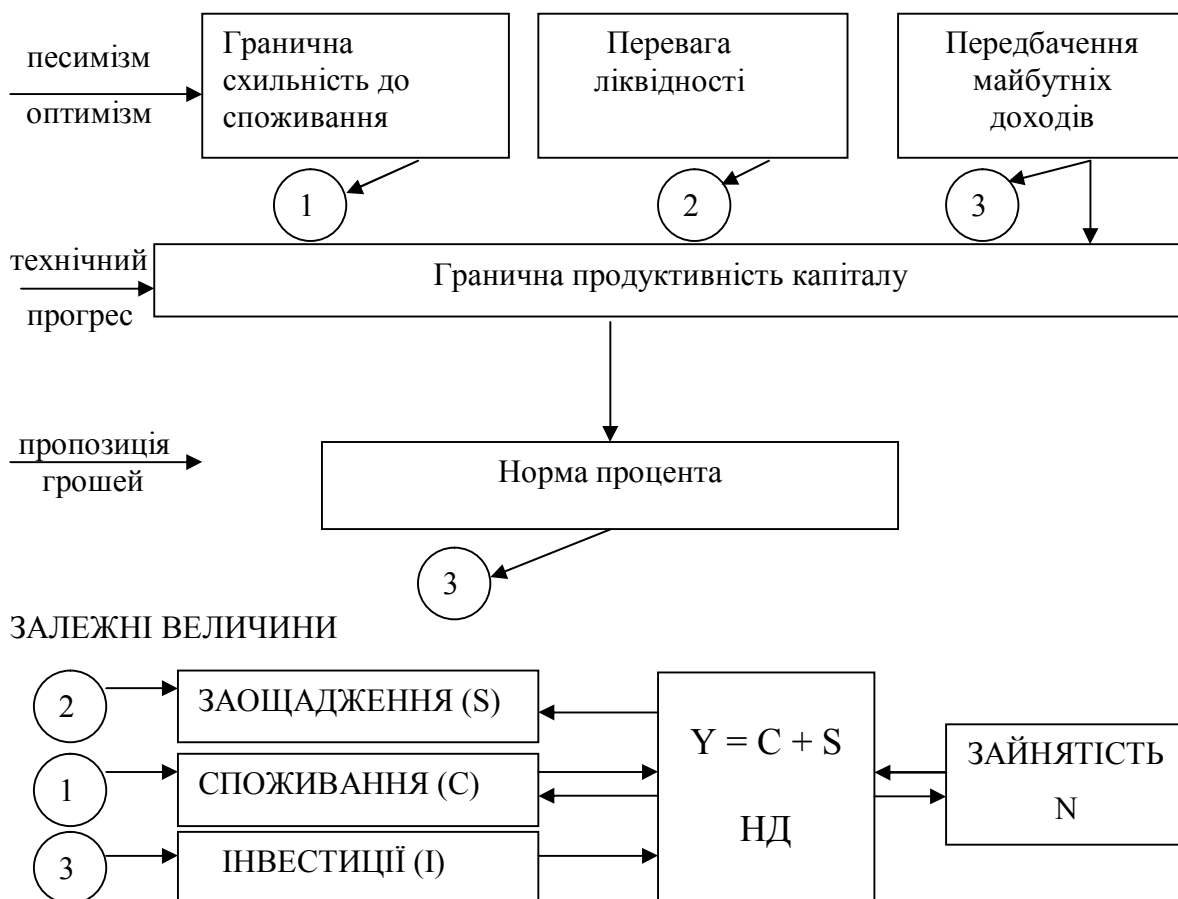 песимізм
оптимізм
Гранична
схильність до
споживання
Перевага
ліквідності
Передбачення
майбутніх
доходів
1
2
3
технічний
прогрес
Гранична продуктивність капіталу
пропозиція
грошей
Норма процента
3
ЗАЛЕЖНІ ВЕЛИЧИНИ
2
ЗАОЩАДЖЕННЯ (S)
1
СПОЖИВАННЯ (C)
3
ІНВЕСТИЦІЇ (I)
Y = C + S
НД
ЗАЙНЯТІСТЬ
N